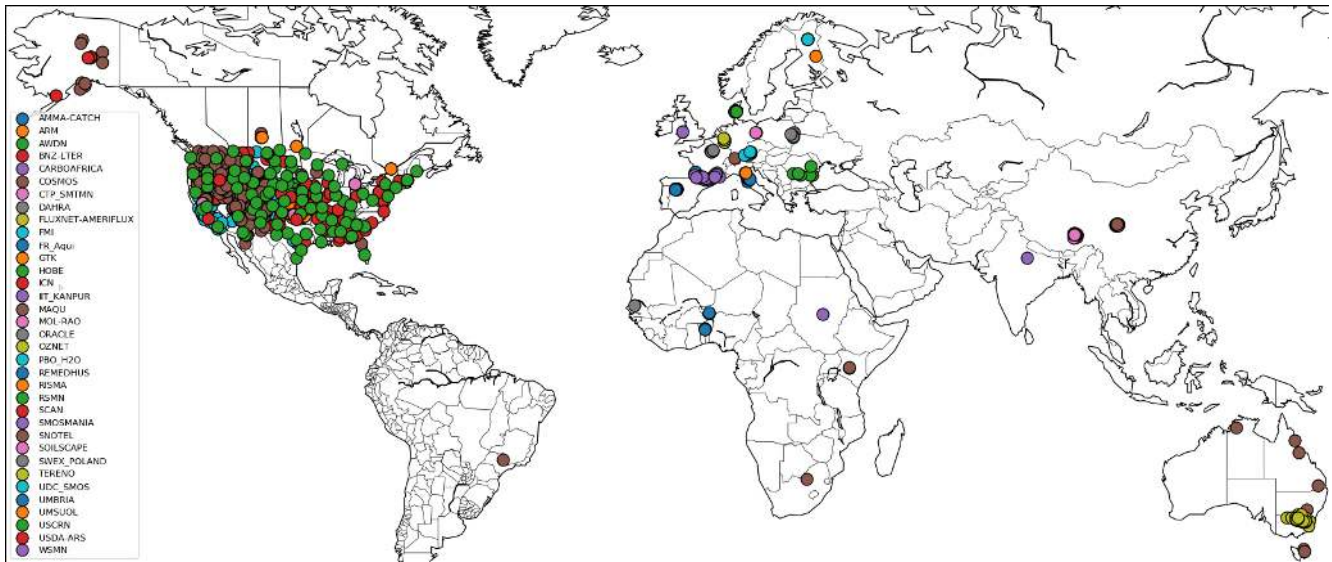 AMMA-CATCH
ARM
AWDN
BNZ-LTER
CARBOAFRICA
COSMOS
CTP_SMTMN
DAHRA
FLUXNET-AMERIFLUX
FMI
FR_Aqui
GTK
HOBE
ICN
IIT_KANPUR
MAQU
MOL-RAO
ORACLE
OZNET
PBO_H2O
REMEDHUS
RISMA
RSMN
SCAN
SMOSMANIA
SNOTEL
SOILSCAPE
SWEX_POLAND
TERENO
UDC_SMOS
UMBRIA
UMSUOL
USCRN
USDA-ARS
WSMN